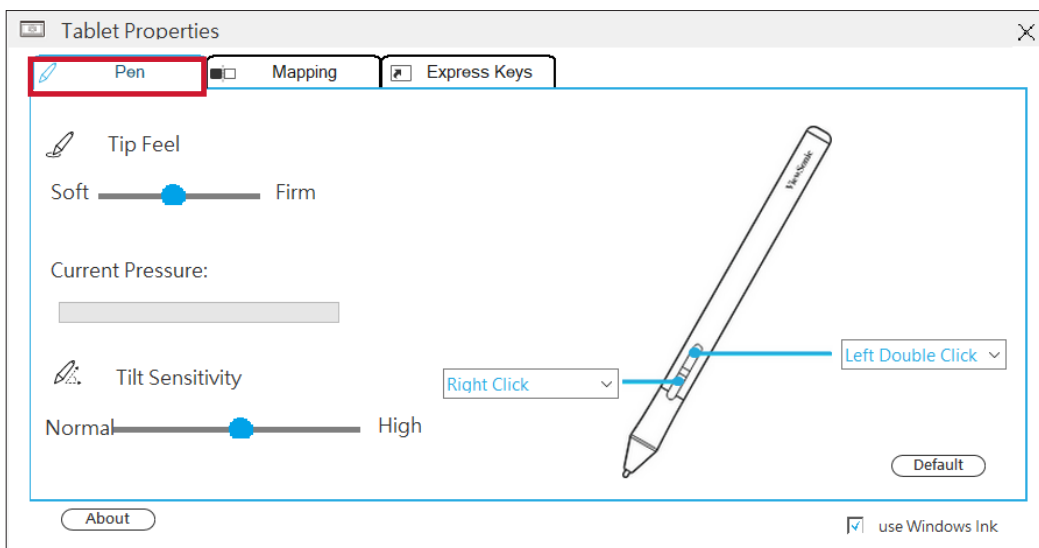 Tablet Properties
Pen
Mapping
Express Keys
Tip Feel
Soft
Firm
Current Pressure:
Tilt Sensitivity
Normal
High
ViewSonic
Left Double Click
Right Click
Default
About
use Windows Ink